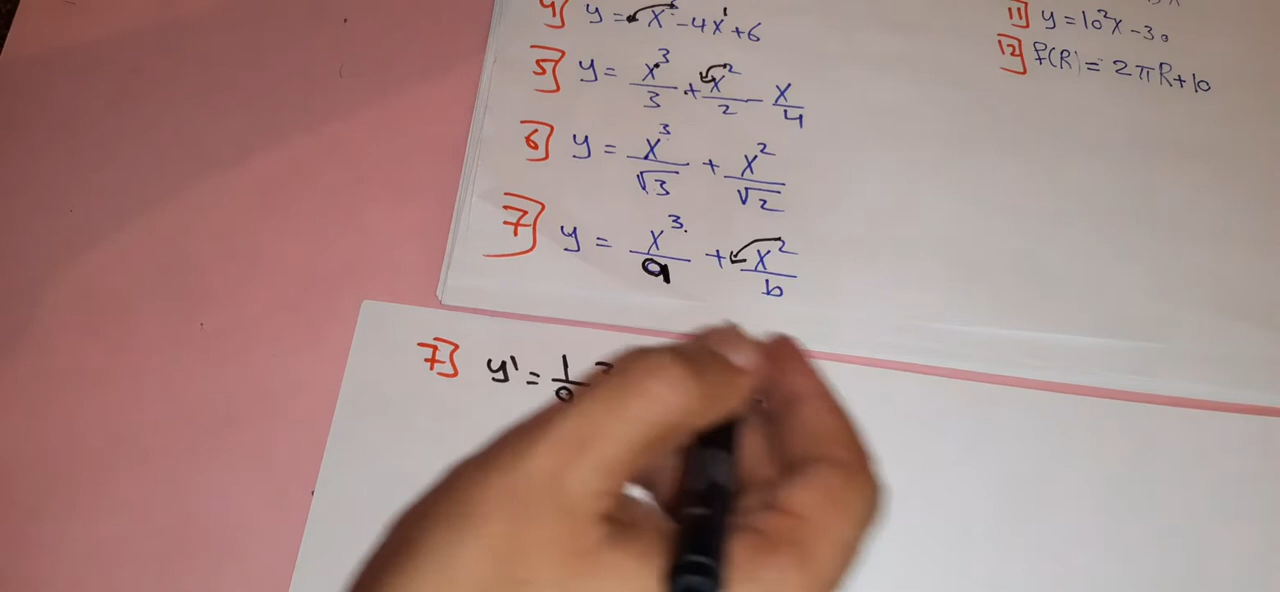 4] y = x² - 4x¹ + 6
5] y = x³/3 + x²/2 - x/4
6] y = x³/√3 + x²/√2
7] y = x³/a + x²/b
11] y = 10²x - 30
12] f(R) = 2πR + 10
7] y' = 1/a